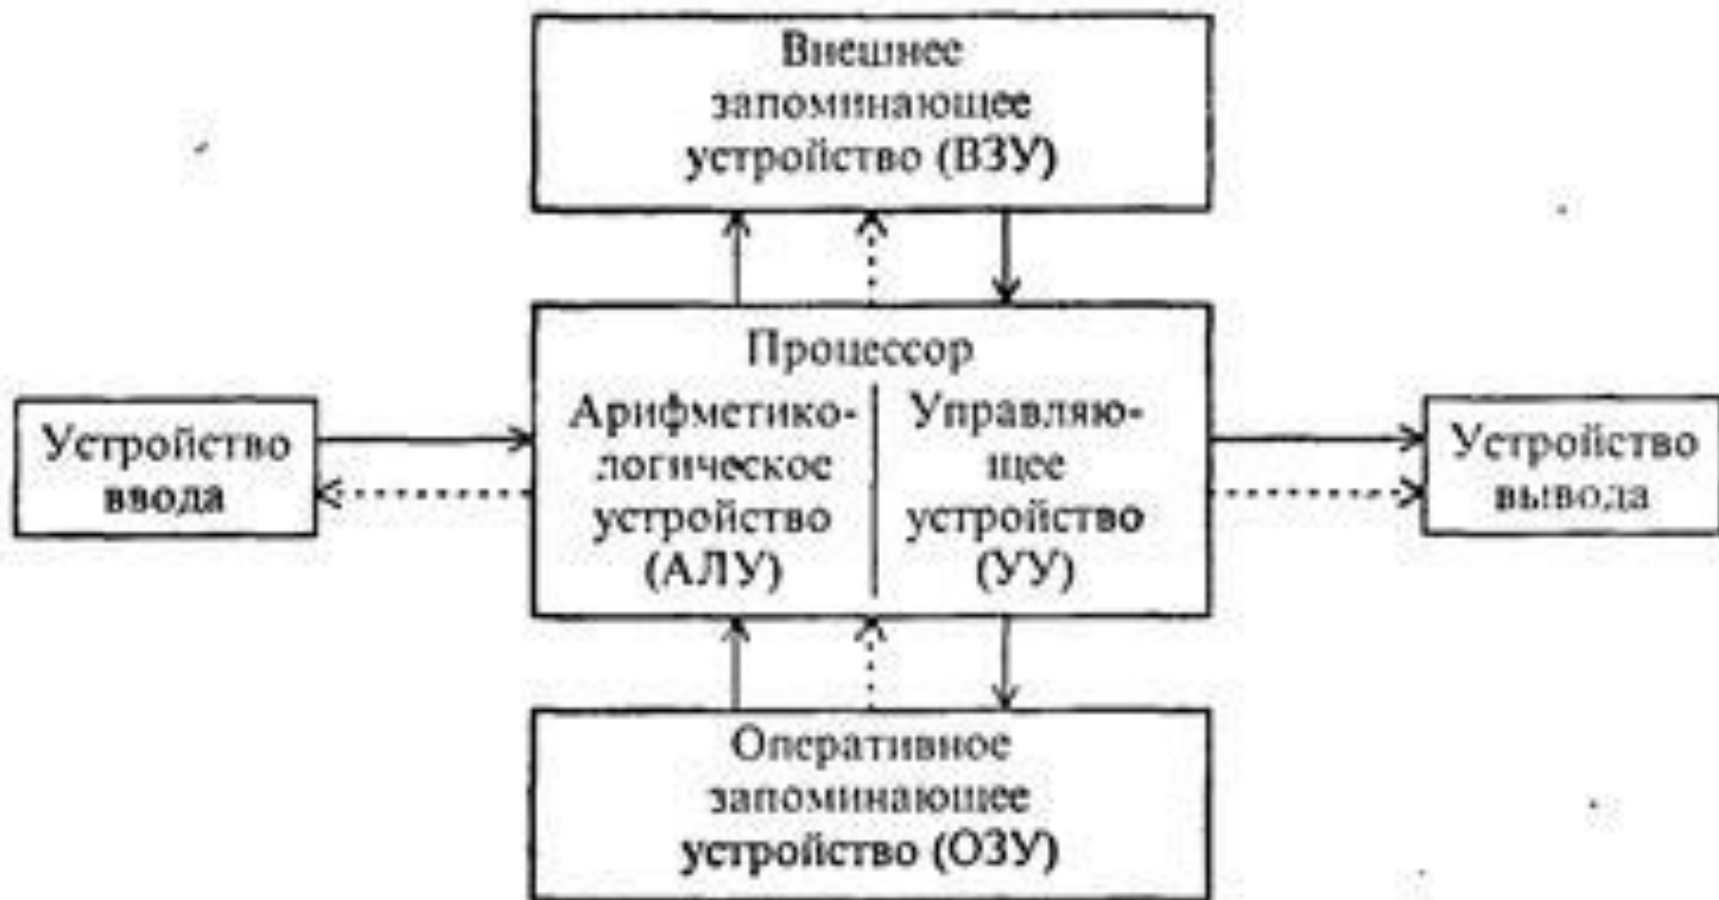 Внешнее
запоминающее
устройство (ВЗУ)
Процессор
Арифметико-
логическое
устройство
(АЛУ)
Управляю-
щее
устройство
(УУ)
Устройство
ввода
Устройство
вывода
Оперативное
запоминающее
устройство (ОЗУ)